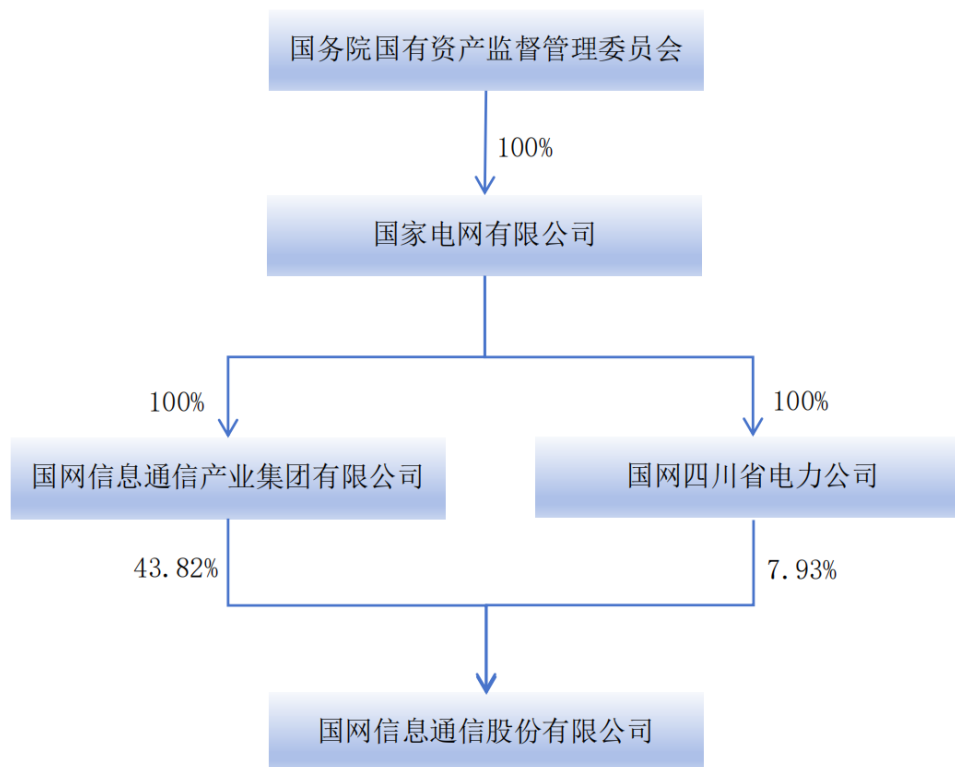 国务院国有资产监督管理委员会
100%
国家电网有限公司
100%
100%
国网信息通信产业集团有限公司
国网四川省电力公司
43.82%
7.93%
国网信息通信股份有限公司